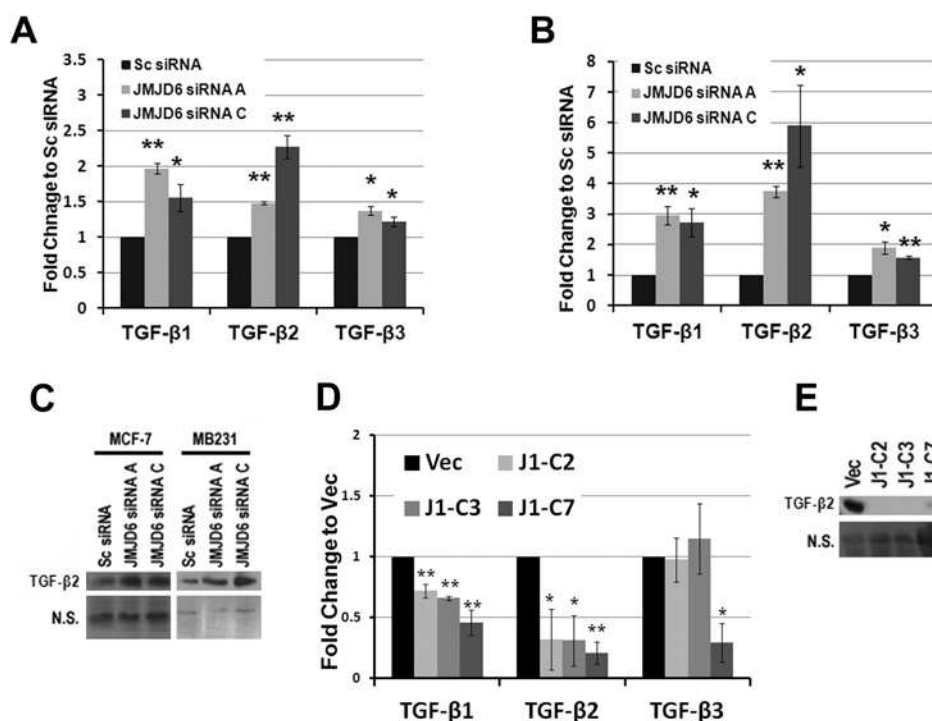 A
Fold Chnage to Sc siRNA
3.5
3
2.5
2
1.5
1
0.5
0
Sc siRNA
JMJD6 siRNA A
JMJD6 siRNA C
** *
** **
* *
TGF-β1 TGF-β2 TGF-β3
B
Fold Change to Sc siRNA
8
7
6
5
4
3
2
1
0
Sc siRNA
JMJD6 siRNA A
JMJD6 siRNA C
** *
** *
* **
TGF-β1 TGF-β2 TGF-β3
C
MCF-7 MB231
Sc siRNA
JMJD6 siRNA A
JMJD6 siRNA C
Sc siRNA
JMJD6 siRNA A
JMJD6 siRNA C
TGF-β2
N.S.
D
Fold Change to Vec
2
1.5
1
0.5
0
Vec J1-C2
J1-C3 J1-C7
** ** **
* * **
*
TGF-β1 TGF-β2 TGF-β3
E
Vec
J1-C2
J1-C3
J1-C7
TGF-β2
N.S.